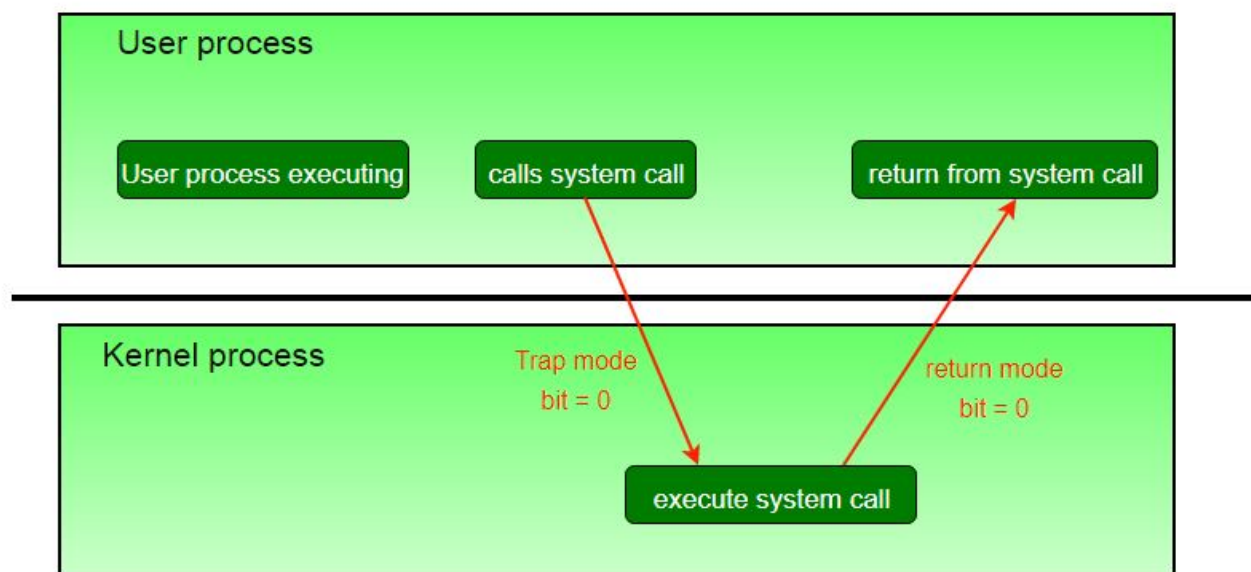 User process
User process executing
calls system call
return from system call
Kernel process
Trap mode
bit = 0
return mode
bit = 0
execute system call